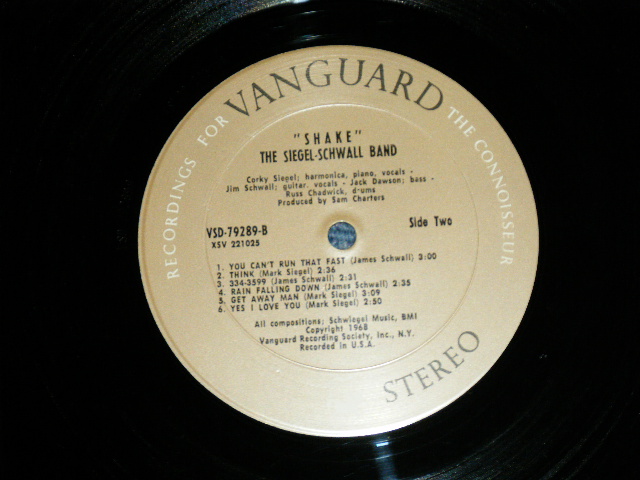 RECORDINGS FOR VANGUARD THE CONNOISSEUR
"SHAKE"
THE SIEGEL-SCHWALL BAND
Corky Siegel; harmonica, piano, vocals -
Jim Schwall; guitar, vocals - Jack Dawson; bass -
Russ Chadwick, drums
Produced by Sam Charters
VSD-79289-B
Side Two
XSV 221025
1. YOU CAN'T RUN THAT FAST (James Schwall) 3:00
2. THINK (Mark Siegel) 2:36
3. 334-3599 (James Schwall) 2:31
4. RAIN FALLING DOWN (James Schwall) 2:35
5. GET AWAY MAN (Mark Siegel) 3:09
6. YES I LOVE YOU (Mark Siegel) 2:50
All compositions; Schwiegel Music, BMI
Copyright 1968
Vanguard Recording Society, Inc., N.Y.
Recorded in U.S.A.
STEREO